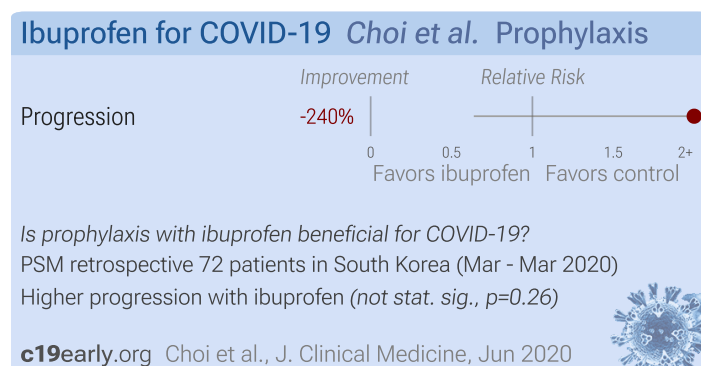 Ibuprofen for COVID-19 Choi et al. Prophylaxis
Improvement Relative Risk
Progression -240%
0 0.5 1 1.5 2+
Favors ibuprofen Favors control
Is prophylaxis with ibuprofen beneficial for COVID-19?
PSM retrospective 72 patients in South Korea (Mar - Mar 2020)
Higher progression with ibuprofen (not stat. sig., p=0.26)
c19early.org Choi et al., J. Clinical Medicine, Jun 2020